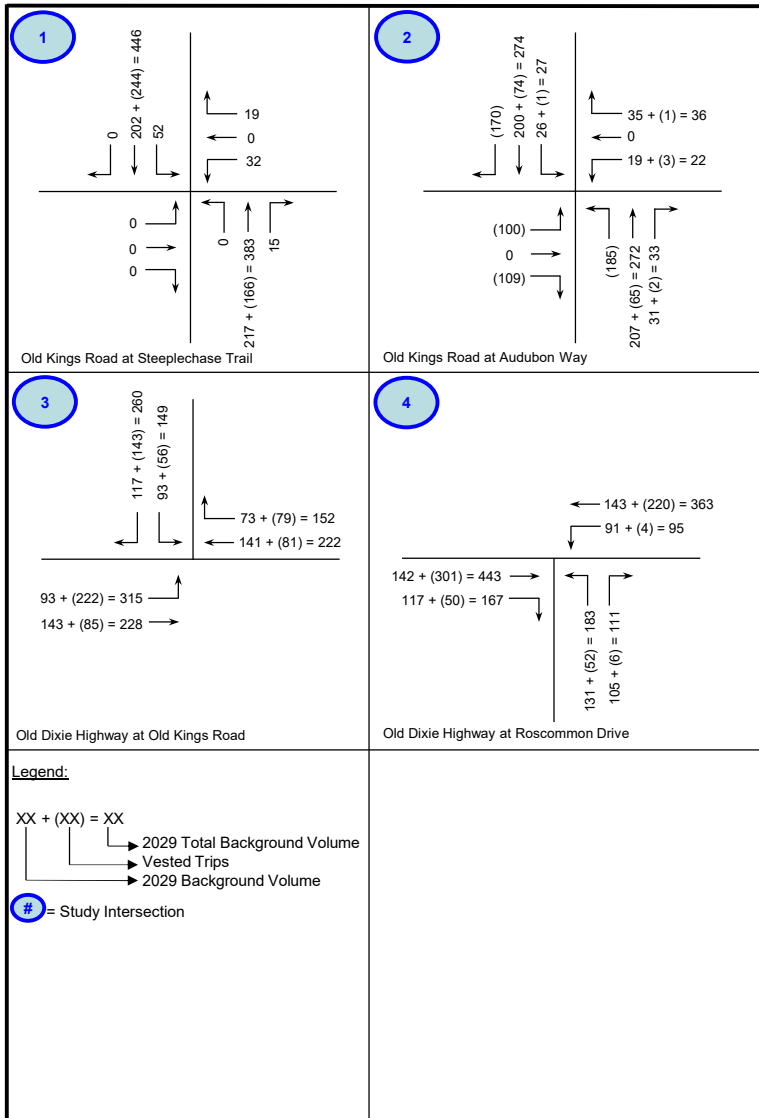 1
0
202 + (244) = 446
52
19
0
32
0
0
0
0
217 + (166) = 383
15
Old Kings Road at Steeplechase Trail
2
(170)
200 + (74) = 274
26 + (1) = 27
35 + (1) = 36
0
19 + (3) = 22
(100)
0
(109)
(185)
207 + (65) = 272
31 + (2) = 33
Old Kings Road at Audubon Way
3
117 + (143) = 260
93 + (56) = 149
73 + (79) = 152
141 + (81) = 222
93 + (222) = 315
143 + (85) = 228
Old Dixie Highway at Old Kings Road
4
143 + (220) = 363
91 + (4) = 95
142 + (301) = 443
117 + (50) = 167
131 + (52) = 183
105 + (6) = 111
Old Dixie Highway at Roscommon Drive
Legend:
XX + (XX) = XX
2029 Total Background Volume
Vested Trips
2029 Background Volume
# = Study Intersection